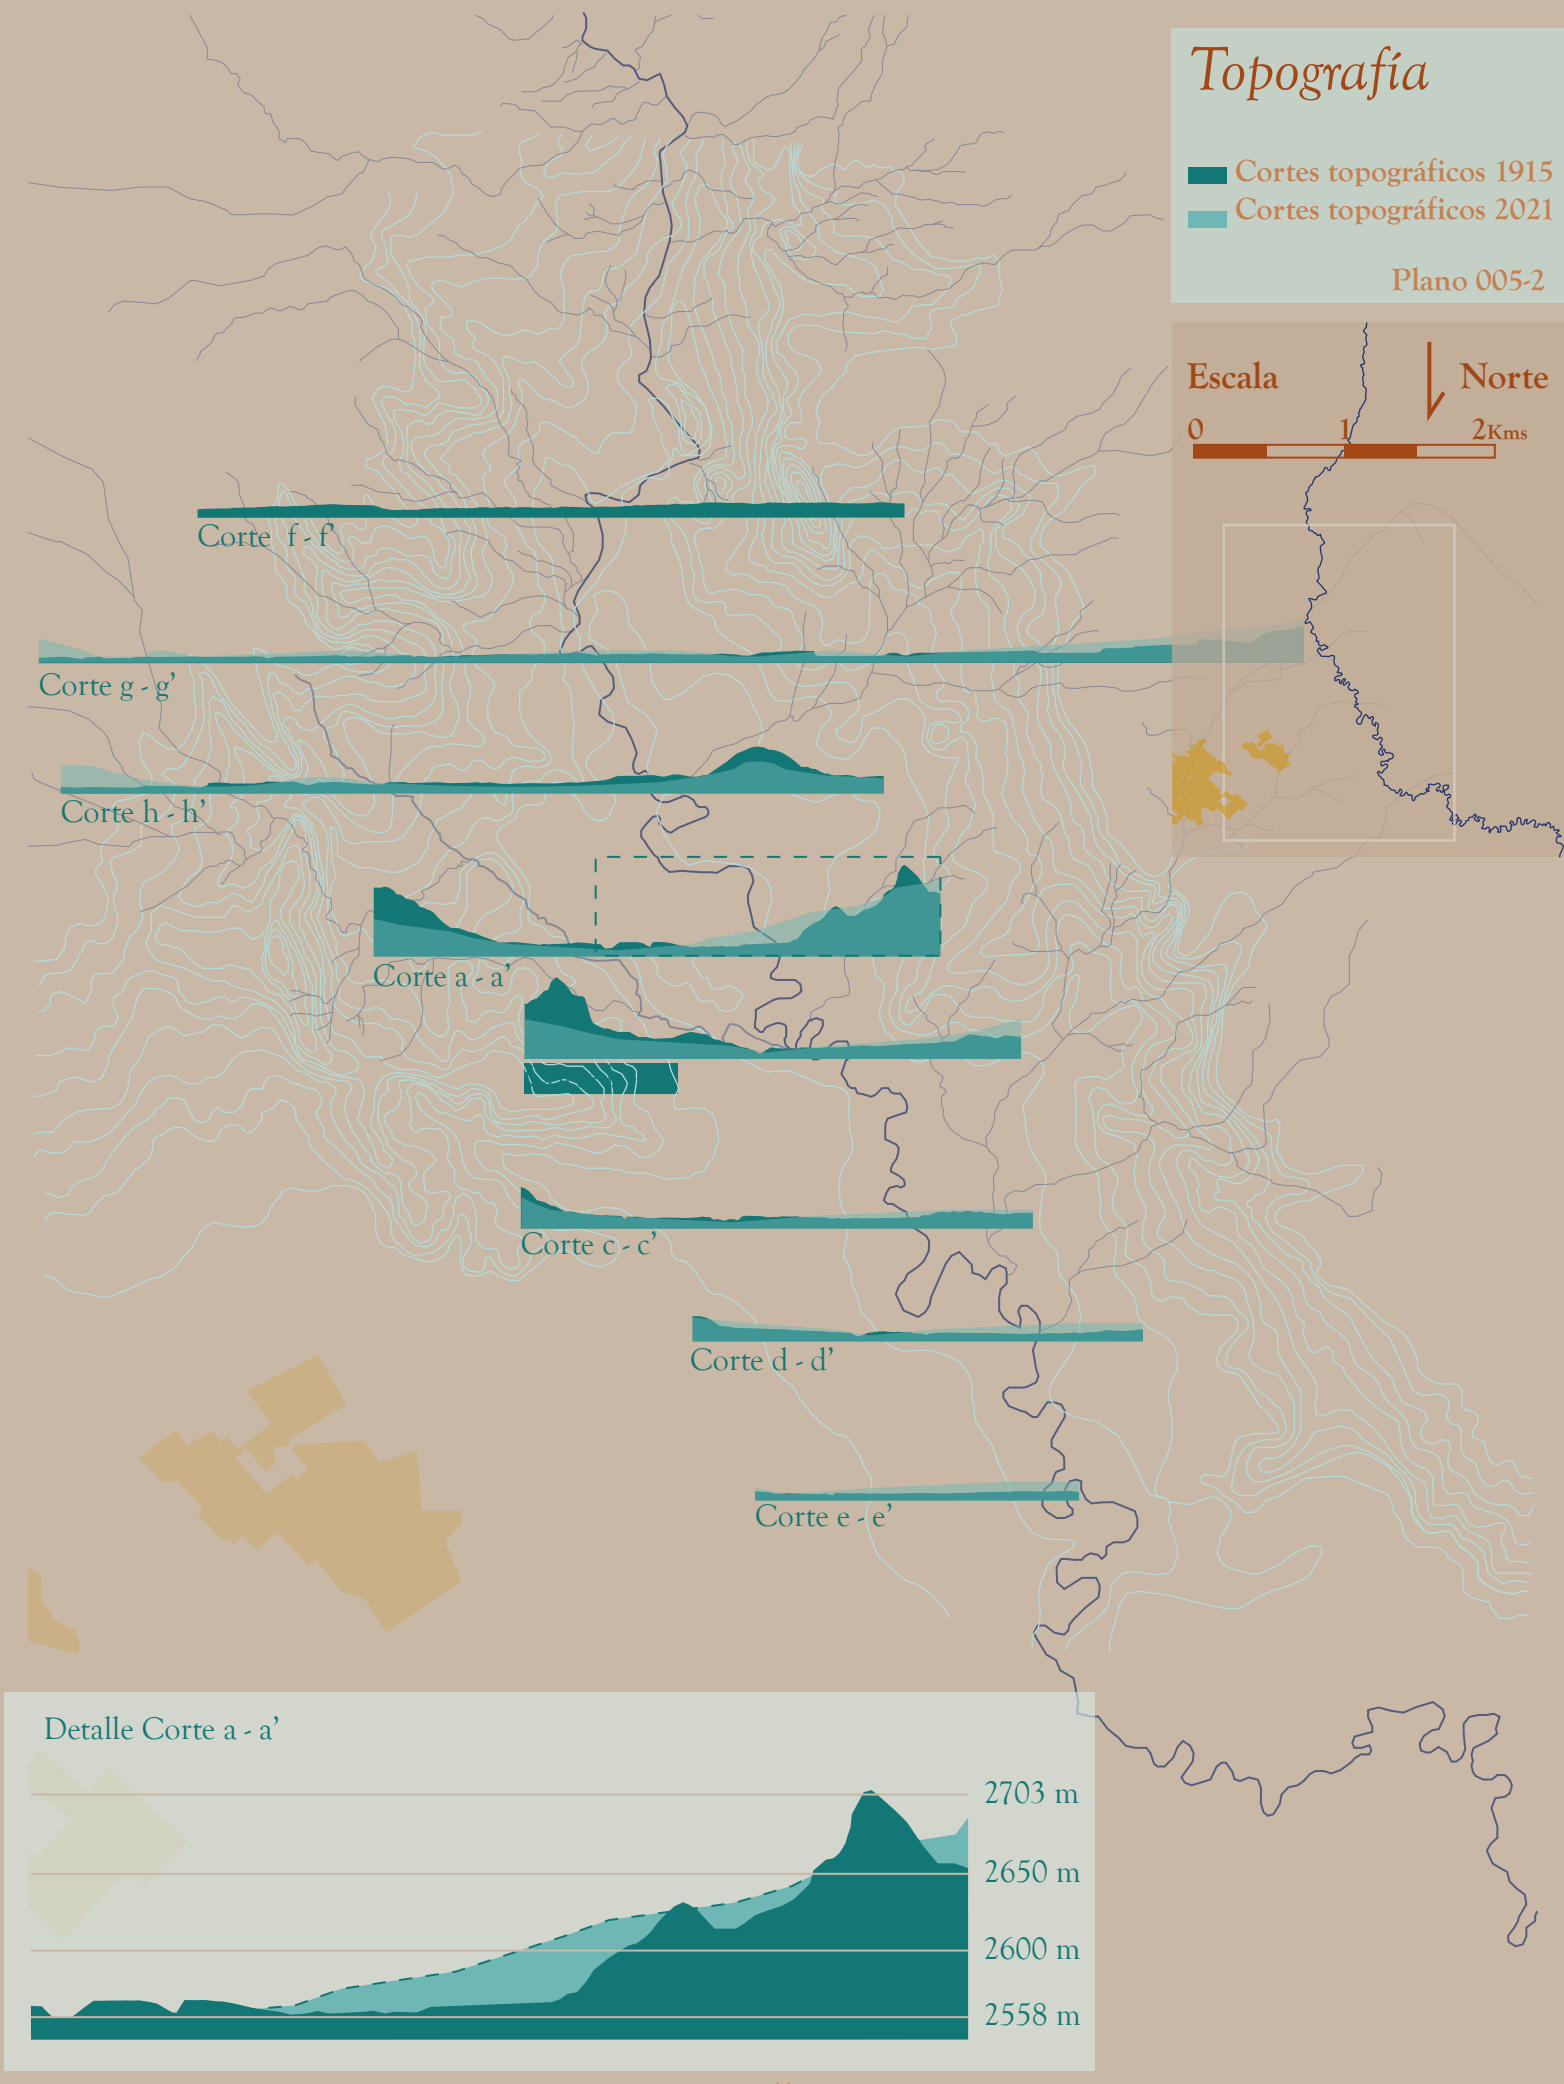 Topografía
Cortes topográficos 1915
Cortes topográficos 2021
Plano 005-2
Escala
Norte
0 1 2Kms
Corte f - f’
Corte g - g’
Corte h - h’
Corte a - a’
Corte c - c’
Corte d - d’
Corte e - e’
Detalle Corte a - a’
2703 m
2650 m
2600 m
2558 m